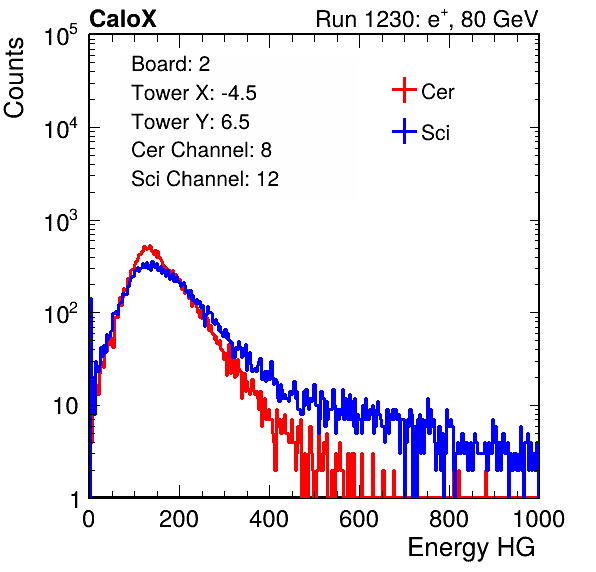 CaloX Run 1230: e⁺, 80 GeV
Counts
Board: 2
Tower X: -4.5
Tower Y: 6.5
Cer Channel: 8
Sci Channel: 12
Cer
Sci
10⁵
10⁴
10³
10²
10
1
0 200 400 600 800 1000
Energy HG